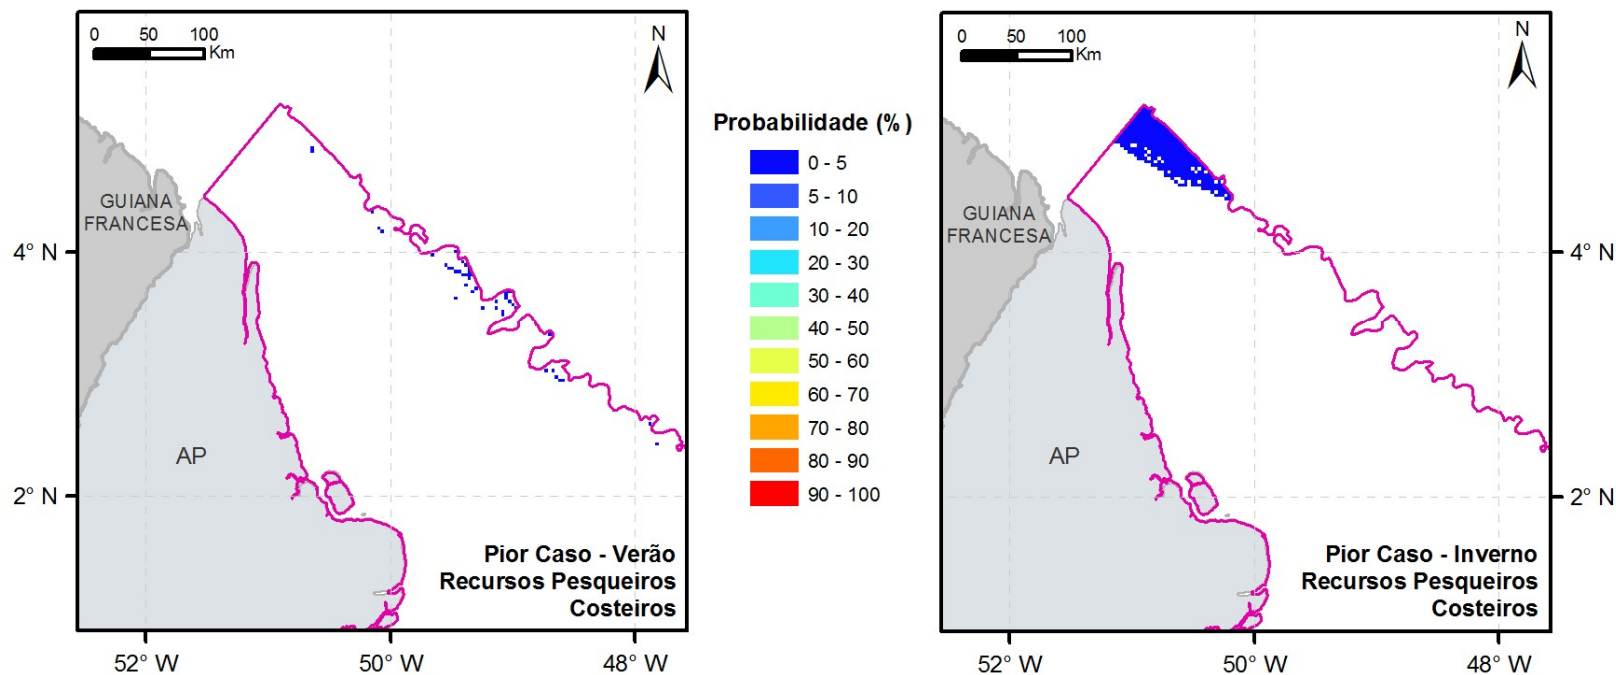 0 50 100
Km
N
GUIANA
FRANCESA
4° N
AP
2° N
Pior Caso - Verão
Recursos Pesqueiros
Costeiros
52° W 50° W 48° W
Probabilidade (%)
0 - 5
5 - 10
10 - 20
20 - 30
30 - 40
40 - 50
50 - 60
60 - 70
70 - 80
80 - 90
90 - 100
0 50 100
Km
N
GUIANA
FRANCESA
4° N
AP
2° N
Pior Caso - Inverno
Recursos Pesqueiros
Costeiros
52° W 50° W 48° W